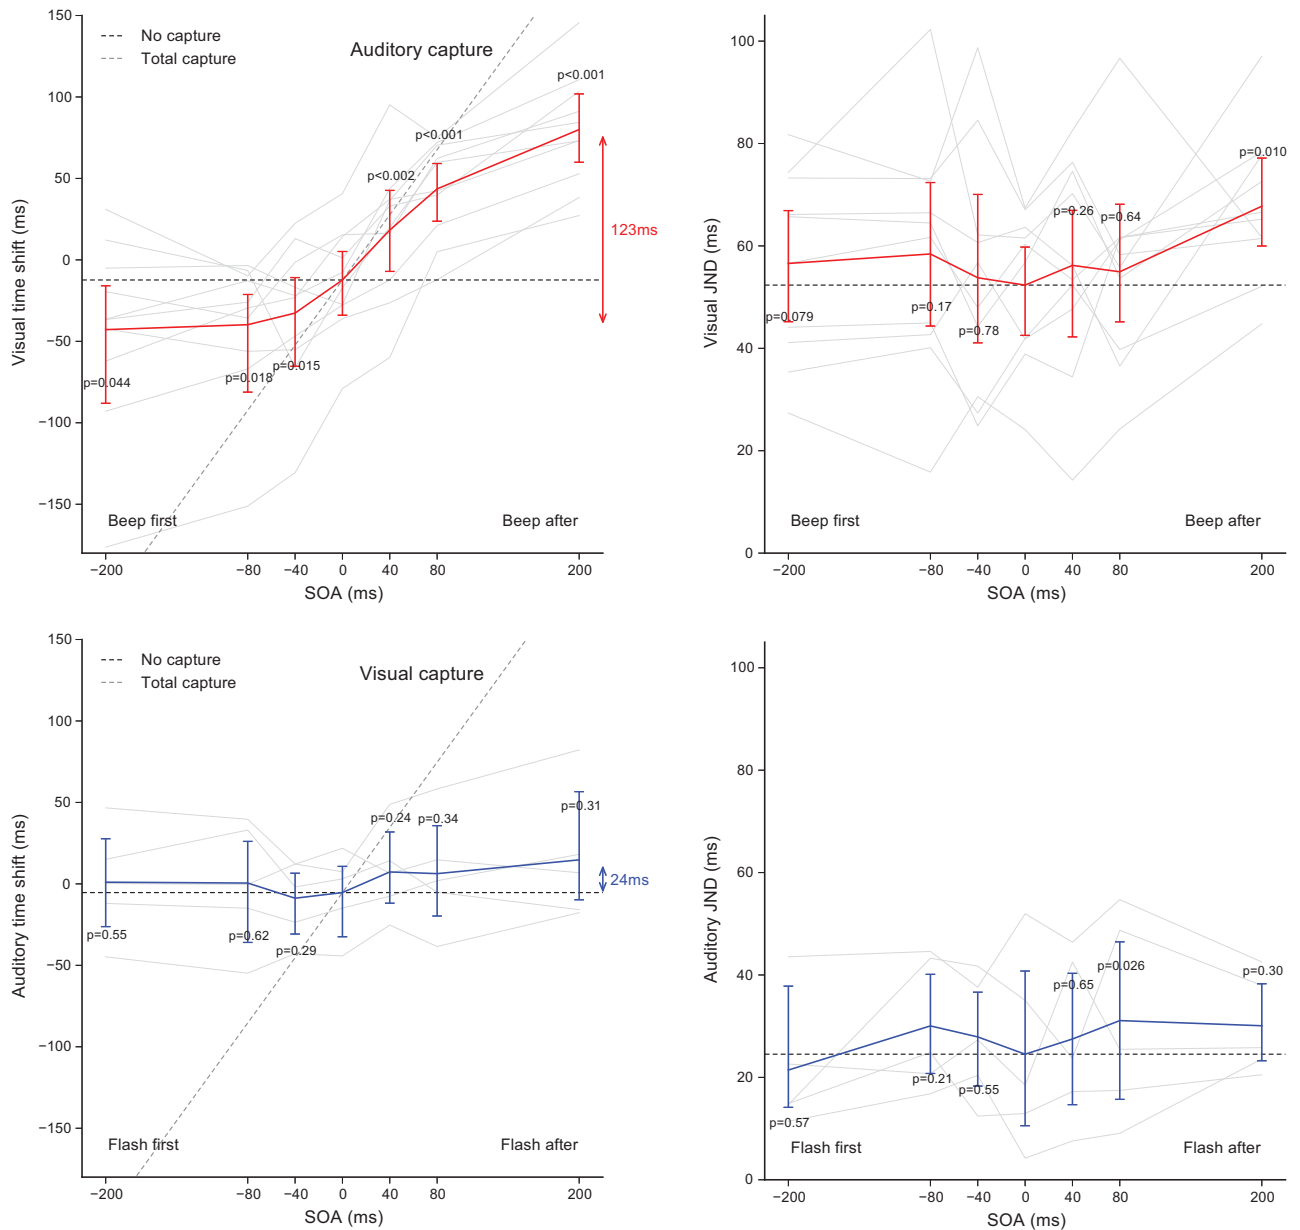 150
100
50
0
−50
−100
−150
Visual time shift (ms)
No capture
Total capture
Auditory capture
p=0.044
p=0.018
p=0.015
p<0.002
p<0.001
p<0.001
123ms
Beep first
Beep after
−200
−80
−40
0
40
80
200
SOA (ms)
100
80
60
40
20
0
Visual JND (ms)
p=0.079
p=0.17
p=0.78
p=0.26
p=0.64
p=0.010
Beep first
Beep after
−200
−80
−40
0
40
80
200
SOA (ms)
150
100
50
0
−50
−100
−150
Auditory time shift (ms)
No capture
Total capture
Visual capture
p=0.55
p=0.62
p=0.29
p=0.24
p=0.34
p=0.31
24ms
Flash first
Flash after
−200
−80
−40
0
40
80
200
SOA (ms)
100
80
60
40
20
0
Auditory JND (ms)
p=0.57
p=0.21
p=0.55
p=0.65
p=0.026
p=0.30
Flash first
Flash after
−200
−80
−40
0
40
80
200
SOA (ms)